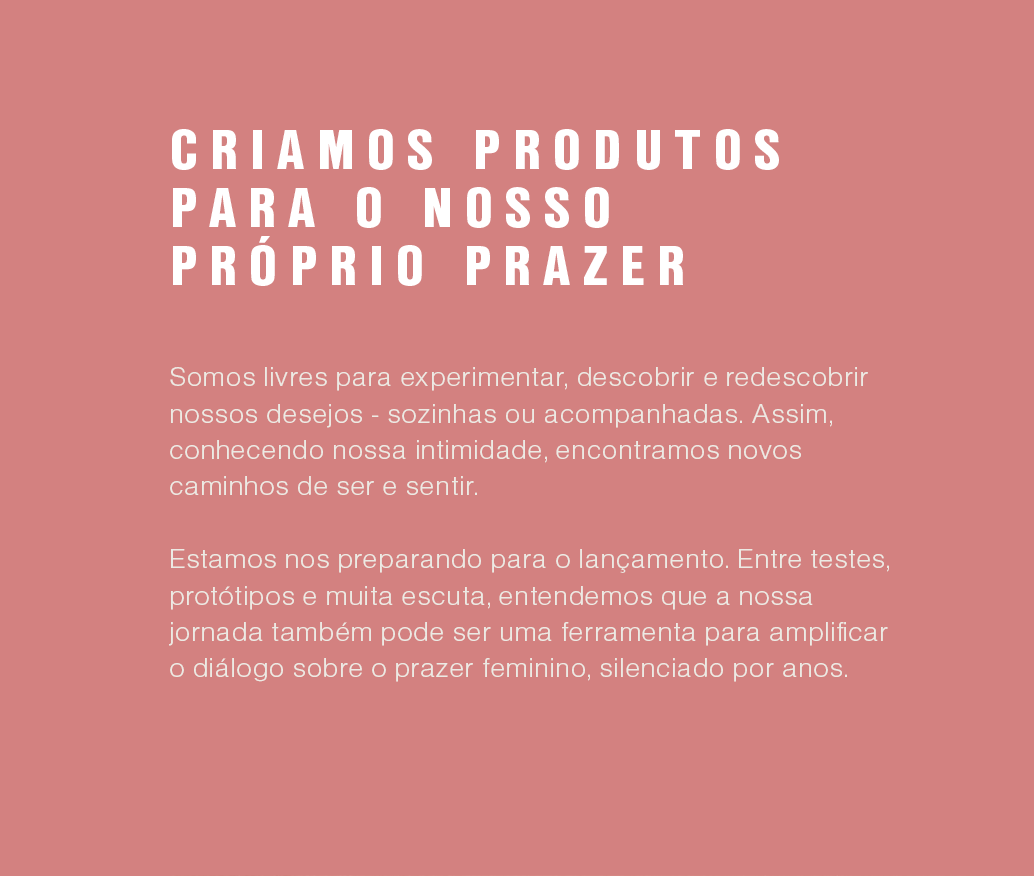 CRIAMOS PRODUTOS
PARA O NOSSO
PRÓPRIO PRAZER
Somos livres para experimentar, descobrir e redescobrir
nossos desejos - sozinhas ou acompanhadas. Assim,
conhecendo nossa intimidade, encontramos novos
caminhos de ser e sentir.
Estamos nos preparando para o lançamento. Entre testes,
protótipos e muita escuta, entendemos que a nossa
jornada também pode ser uma ferramenta para amplificar
o diálogo sobre o prazer feminino, silenciado por anos.